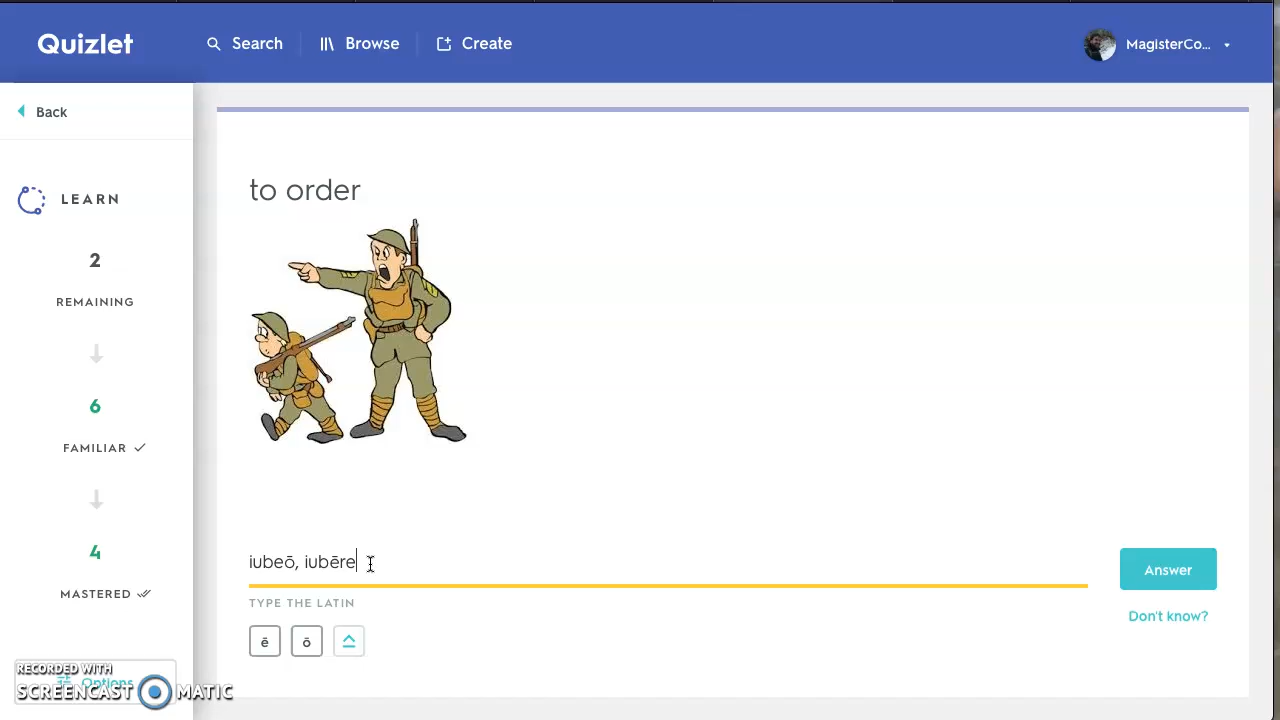 Quizlet
Search
Browse
Create
MagisterCo...
Back
LEARN
2
REMAINING
6
FAMILIAR
4
MASTERED
Options
to order
iubeō, iubēre
TYPE THE LATIN
ē
ō
Answer
Don't know?
RECORDED WITH
SCREENCAST MATIC